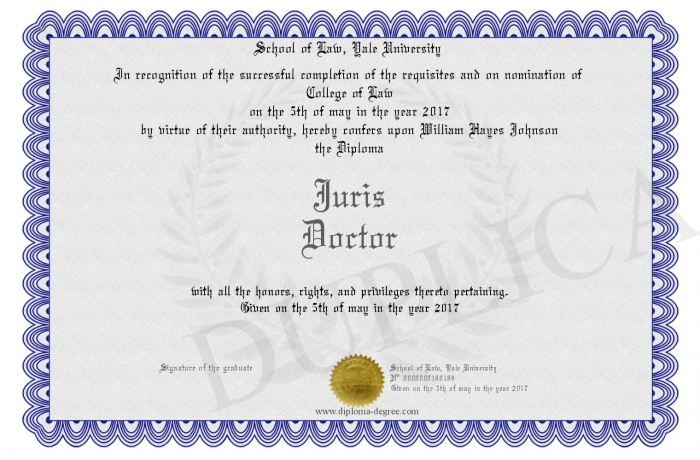 School of Law, Yale University
In recognition of the successful completion of the requisites and on nomination of
College of Law
on the 5th of may in the year 2017
by virtue of their authority, hereby confers upon William Hayes Johnson
the Diploma
Juris
Doctor
DUPLICA
with all the honors, rights, and privileges thereto pertaining.
Given on the 5th of may in the year 2017
Signature of the graduate
School of Law, Yale University
Given on the 5th of may in the year 2017
www.diploma-degree.com